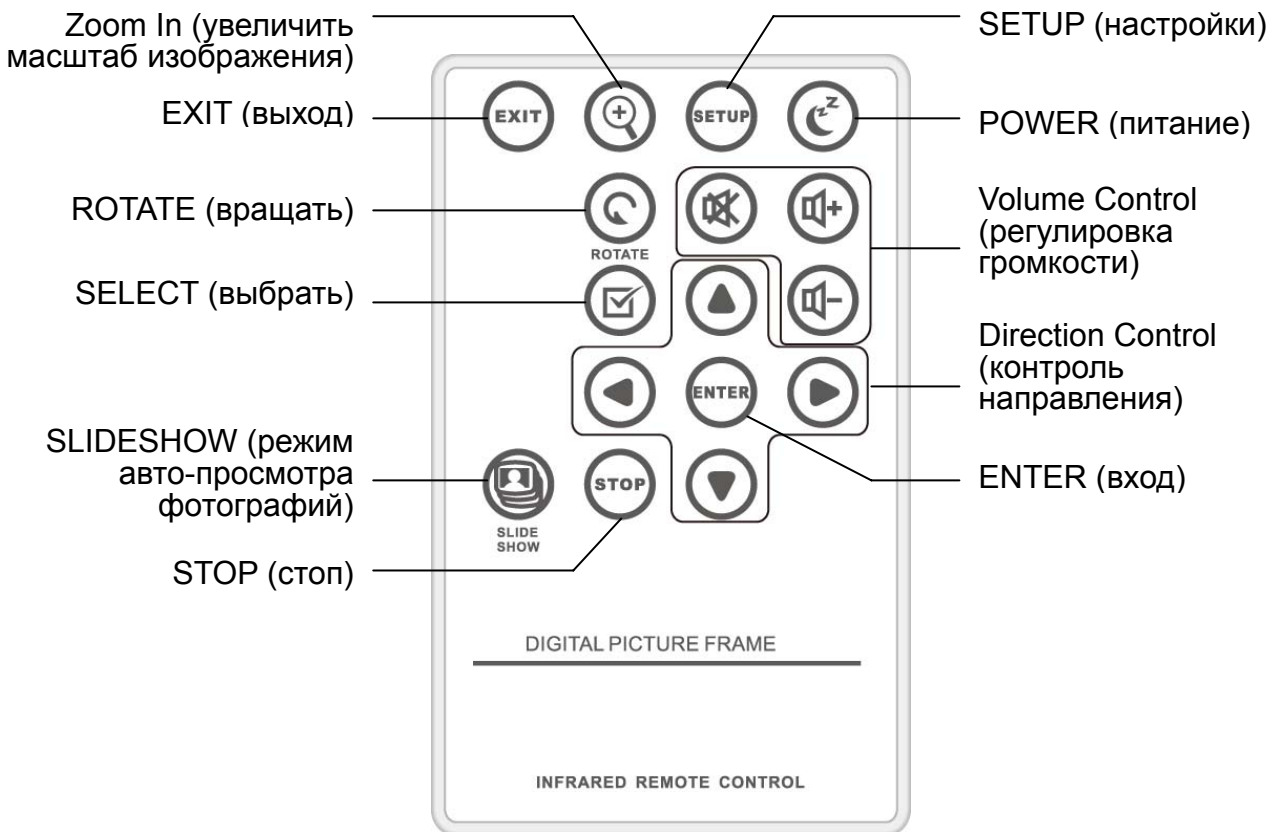 Zoom In (увеличить
масштаб изображения)
EXIT (выход)
ROTATE (вращать)
SELECT (выбрать)
SLIDESHOW (режим
авто-просмотра
фотографий)
STOP (стоп)
EXIT
SETUP
z
z
ROTATE
ENTER
STOP
SLIDE
SHOW
DIGITAL PICTURE FRAME
INFRARED REMOTE CONTROL
SETUP (настройки)
POWER (питание)
Volume Control
(регулировка
громкости)
Direction Control
(контроль
направления)
ENTER (вход)